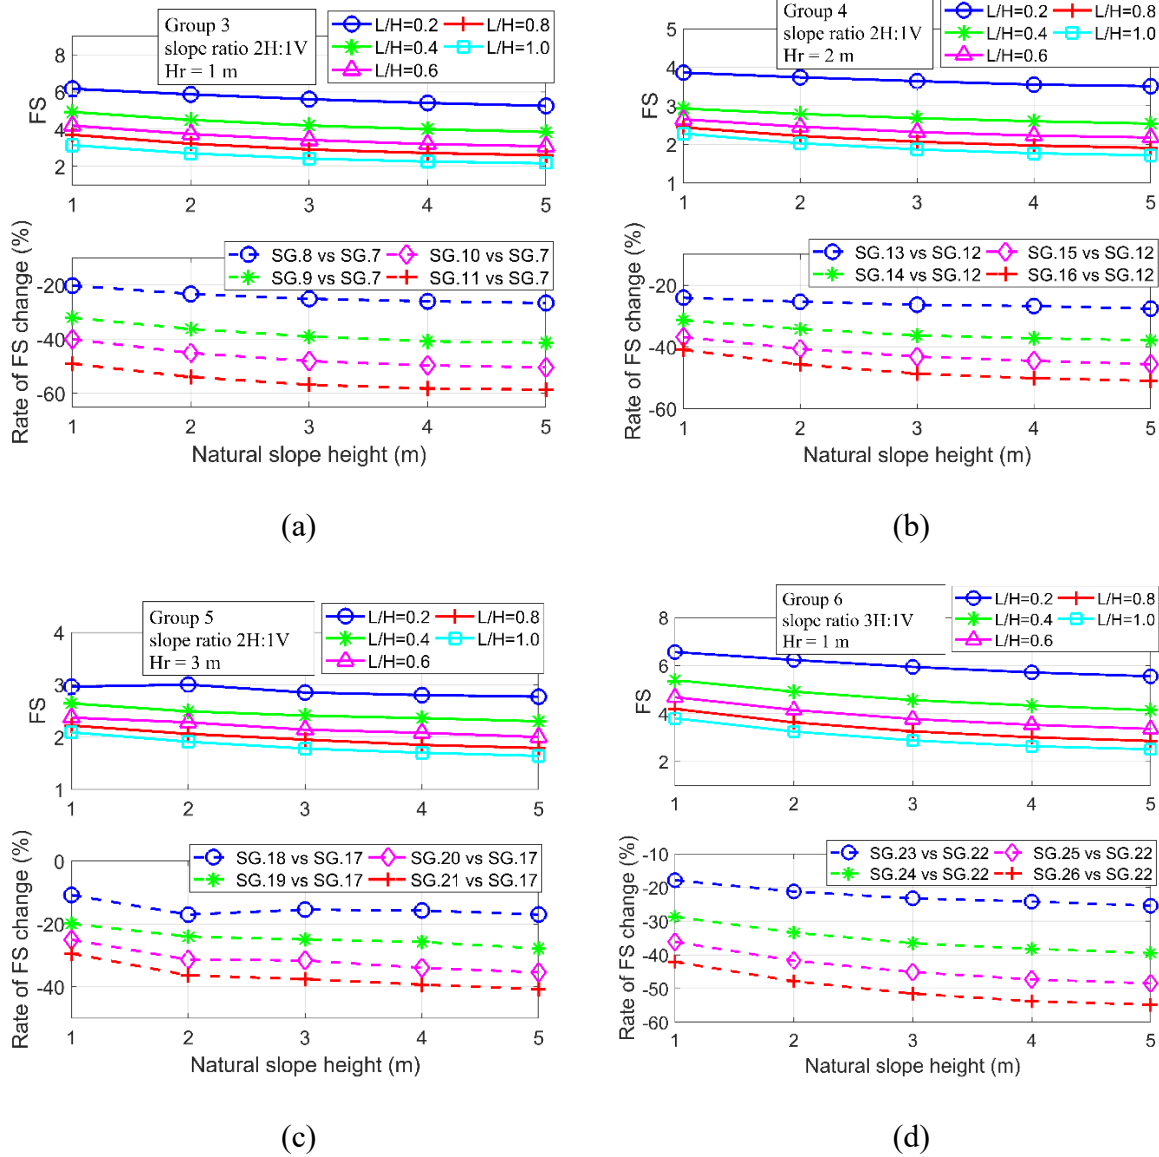 Group 3
slope ratio 2H:1V
Hr = 1 m
L/H=0.2
L/H=0.8
L/H=0.4
L/H=1.0
L/H=0.6
FS
8
6
4
2
1
2
3
4
5
SG.8 vs SG.7
SG.10 vs SG.7
SG.9 vs SG.7
SG.11 vs SG.7
Rate of FS change (%)
-20
-40
-60
1
2
3
4
5
Natural slope height (m)
(a)
Group 4
slope ratio 2H:1V
Hr = 2 m
L/H=0.2
L/H=0.8
L/H=0.4
L/H=1.0
L/H=0.6
FS
5
4
3
2
1
1
2
3
4
5
SG.13 vs SG.12
SG.15 vs SG.12
SG.14 vs SG.12
SG.16 vs SG.12
Rate of FS change (%)
-20
-40
-60
1
2
3
4
5
Natural slope height (m)
(b)
Group 5
slope ratio 2H:1V
Hr = 3 m
L/H=0.2
L/H=0.8
L/H=0.4
L/H=1.0
L/H=0.6
FS
4
3
2
1
1
2
3
4
5
SG.18 vs SG.17
SG.20 vs SG.17
SG.19 vs SG.17
SG.21 vs SG.17
Rate of FS change (%)
0
-20
-40
1
2
3
4
5
Natural slope height (m)
(c)
Group 6
slope ratio 3H:1V
Hr = 1 m
L/H=0.2
L/H=0.8
L/H=0.4
L/H=1.0
L/H=0.6
FS
8
6
4
2
1
2
3
4
5
SG.23 vs SG.22
SG.25 vs SG.22
SG.24 vs SG.22
SG.26 vs SG.22
Rate of FS change (%)
-10
-20
-30
-40
-50
-60
1
2
3
4
5
Natural slope height (m)
(d)